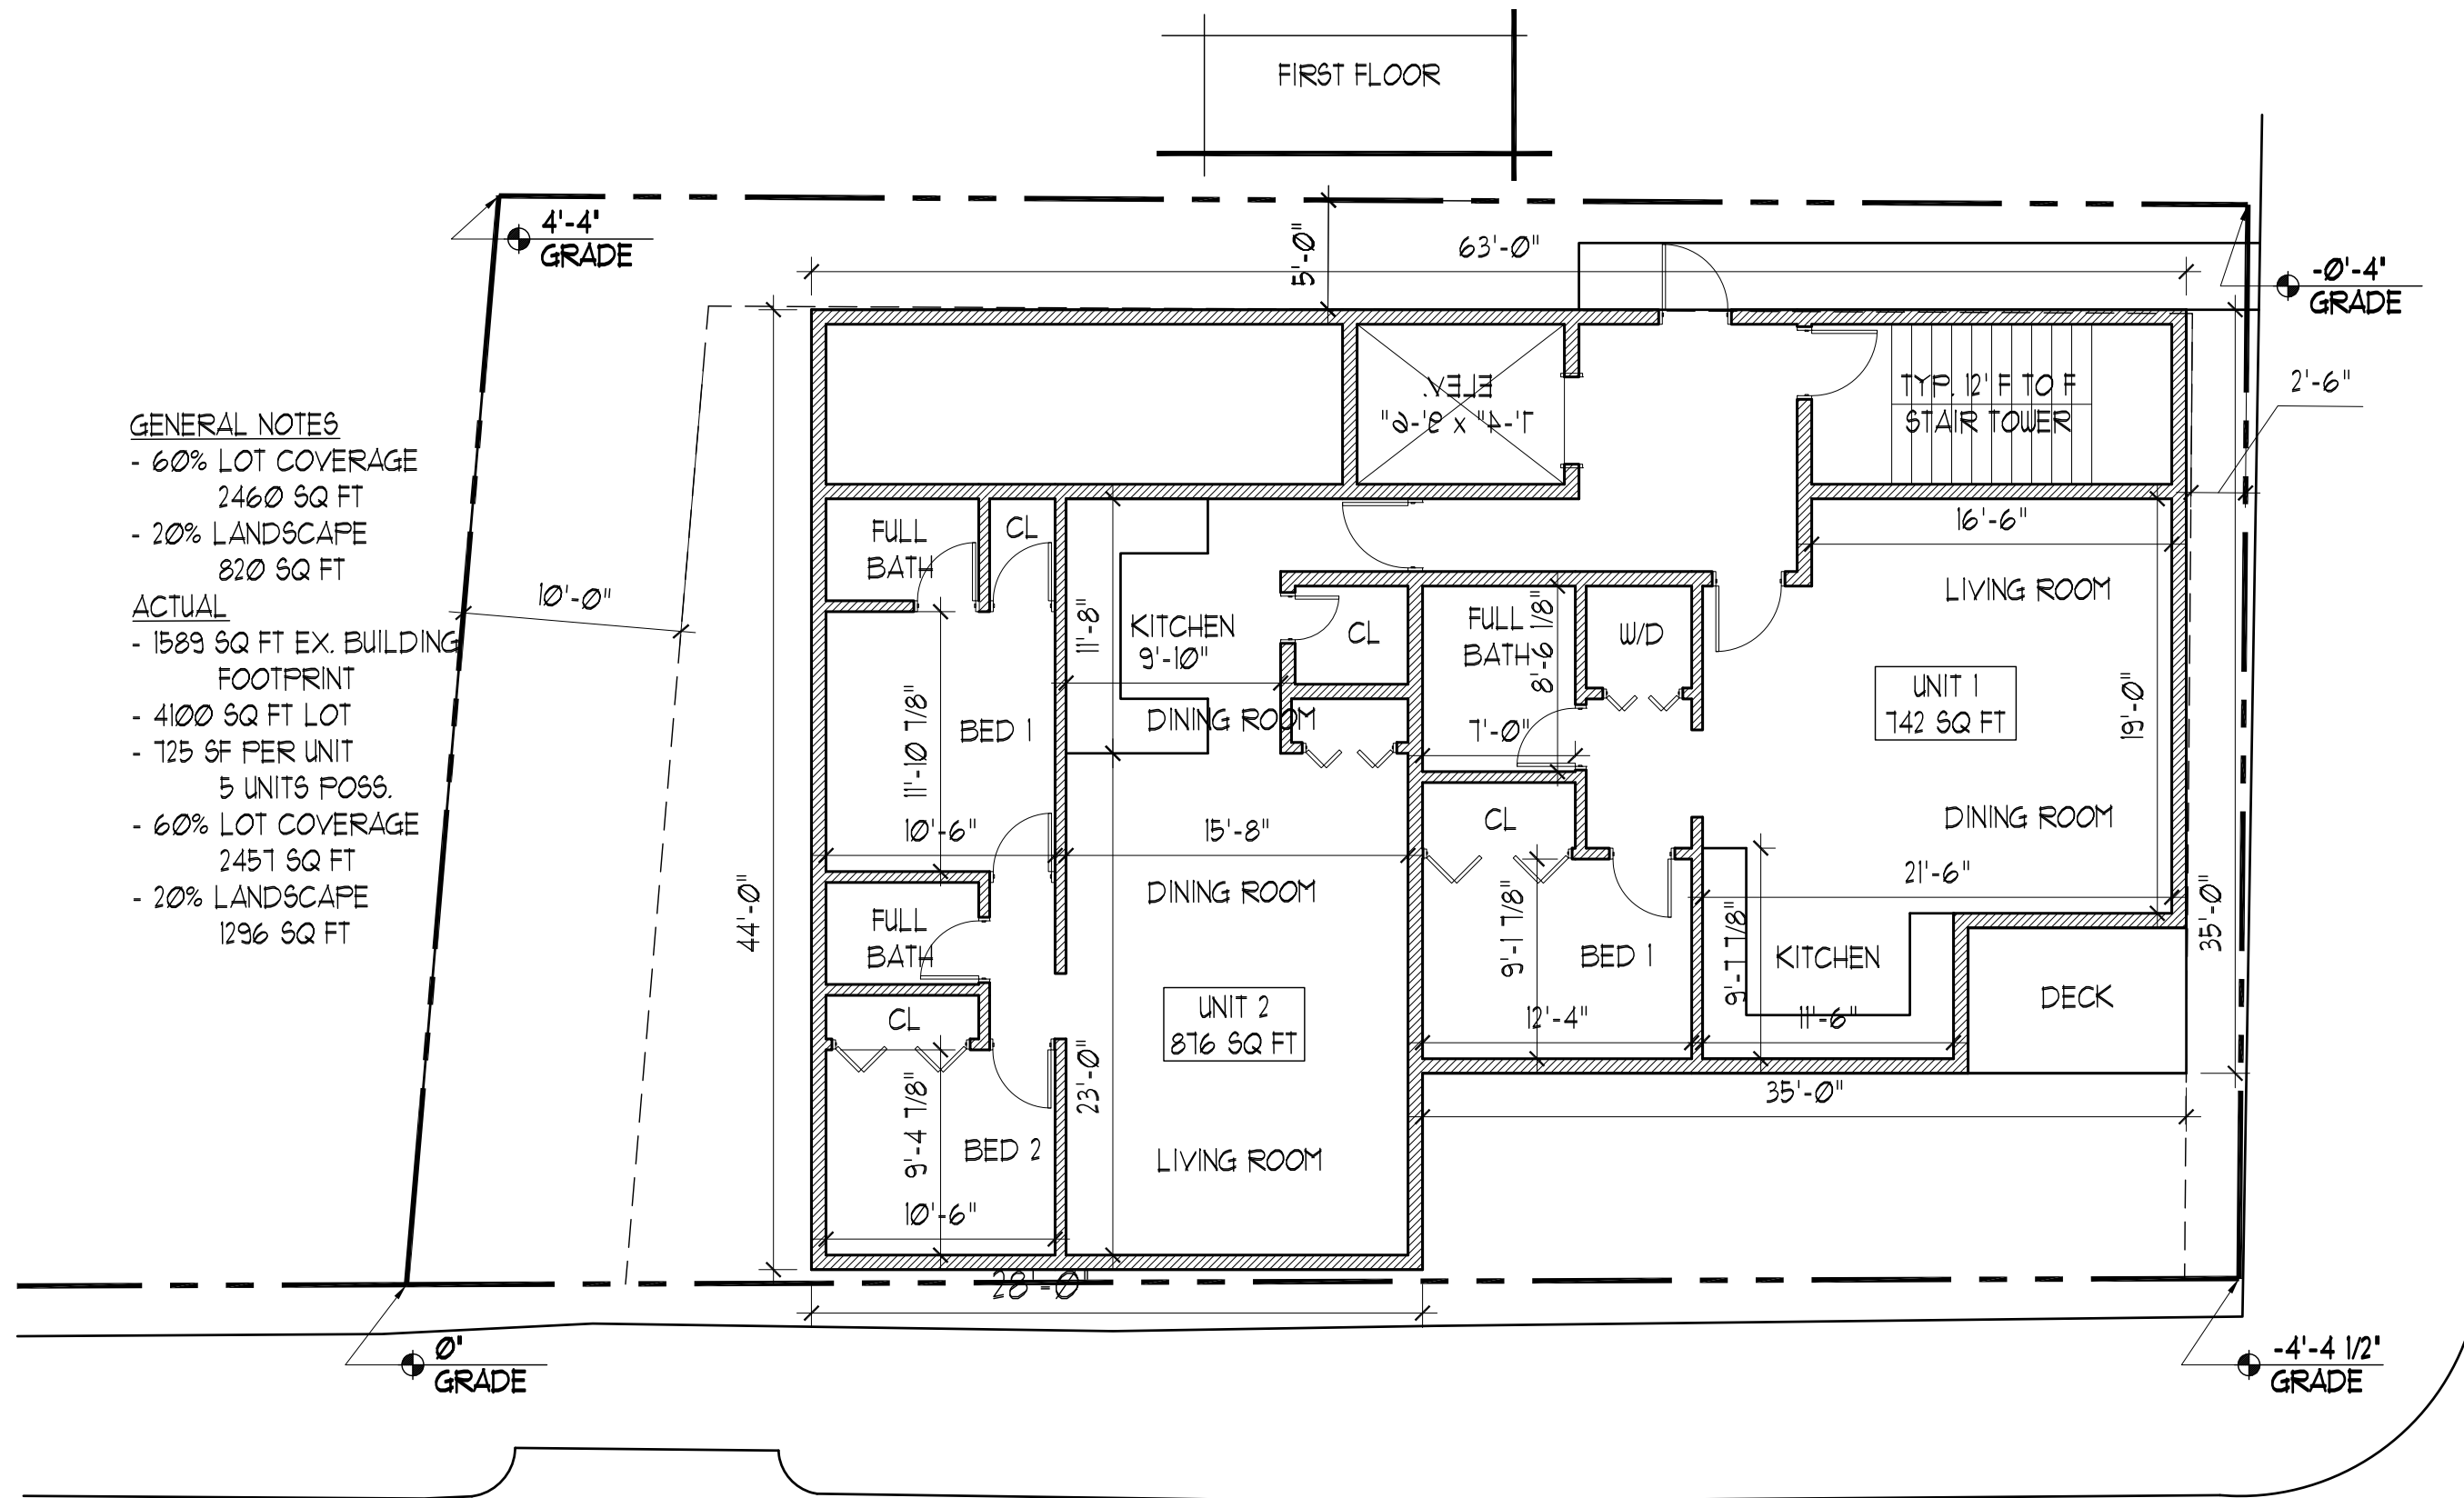 FIRST FLOOR
4'-4"
GRADE
5'-0"
63'-0"
-0'-4"
GRADE
2'-6"
GENERAL NOTES
- 60% LOT COVERAGE
2460 SQ FT
- 20% LANDSCAPE
820 SQ FT
ACTUAL
- 1589 SQ FT EX. BUILDING
FOOTPRINT
- 4100 SQ FT LOT
- 725 SF PER UNIT
5 UNITS POSS.
- 60% LOT COVERAGE
2457 SQ FT
- 20% LANDSCAPE
1296 SQ FT
10'-0"
44'-0"
ELEV.
7'-4" x 9'-6"
TYP. 12' F TO F
STAIR TOWER
FULL
BATH
CL
11'-8"
KITCHEN
9'-10"
CL
FULL
BATH
8'-6 1/8"
W/D
16'-6"
LIVING ROOM
UNIT 1
742 SQ FT
19'-0"
11'-10 7/8"
BED 1
DINING ROOM
7'-0"
10'-6"
15'-8"
CL
DINING ROOM
21'-6"
DINING ROOM
FULL
BATH
9'-1 7/8"
BED 1
9'-7 7/8"
KITCHEN
35'-0"
DECK
CL
UNIT 2
876 SQ FT
12'-4"
11'-6"
23'-0"
35'-0"
9'-4 7/8"
BED 2
LIVING ROOM
10'-6"
28'-0"
0"
GRADE
-4'-4 1/2"
GRADE